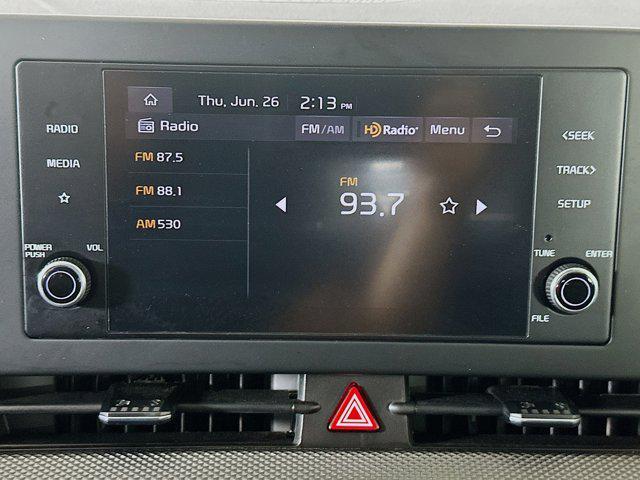 Thu, Jun. 26 2:13 PM
Radio FM/AM HD Radio Menu
FM 87.5
FM 88.1
AM 530
FM
93.7
RADIO
MEDIA
POWER PUSH
VOL
<SEEK
TRACK>
SETUP
TUNE
ENTER
FILE